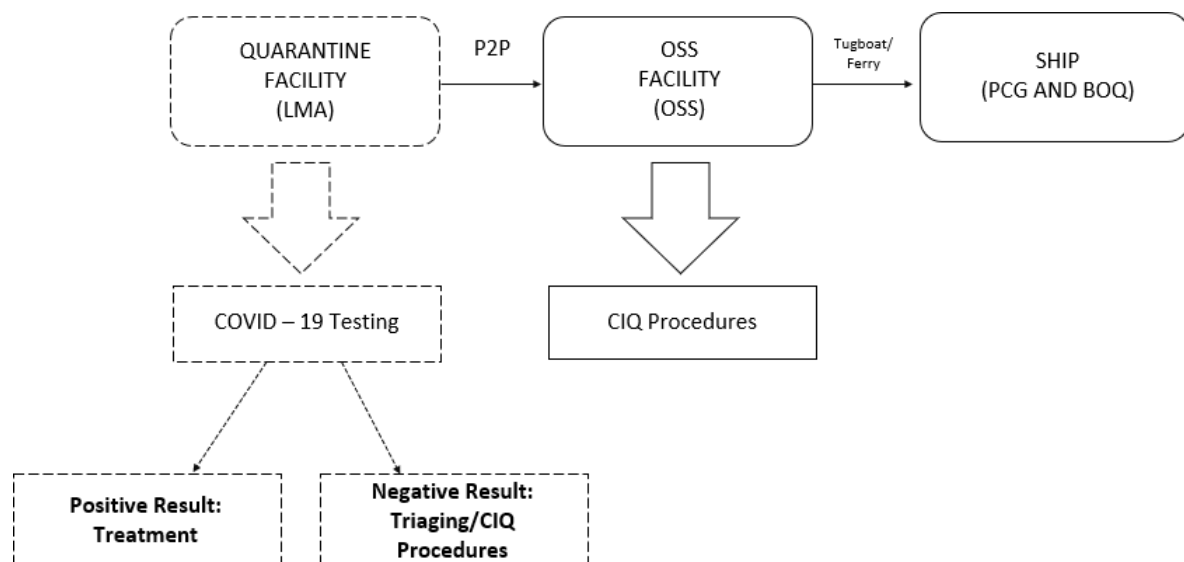 QUARANTINE
FACILITY
(LMA)
P2P
OSS
FACILITY
(OSS)
Tugboat/
Ferry
SHIP
(PCG AND BOQ)
COVID – 19 Testing
CIQ Procedures
Positive Result:
Treatment
Negative Result:
Triaging/CIQ
Procedures